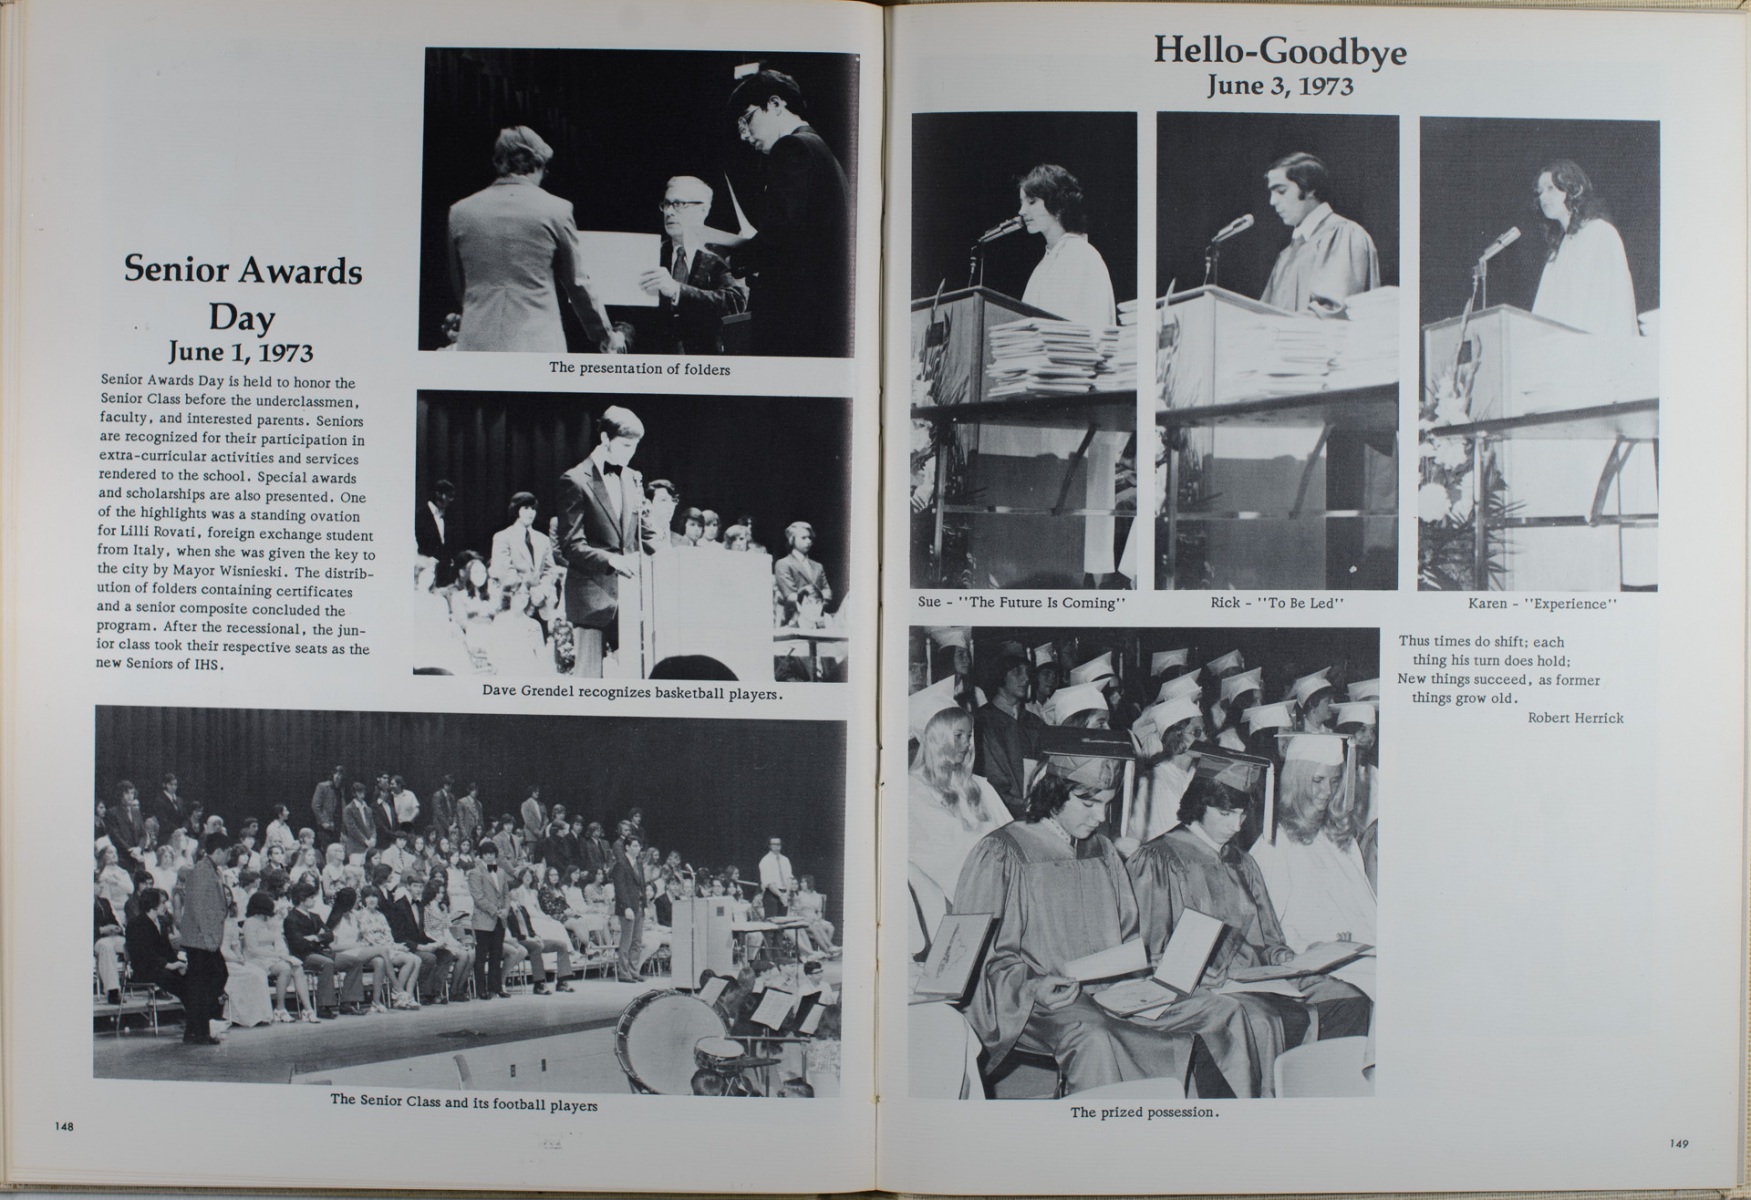 Senior Awards
Day
June 1, 1973
Senior Awards Day is held to honor the
Senior Class before the underclassmen,
faculty, and interested parents. Seniors
are recognized for their participation in
extra-curricular activities and services
rendered to the school. Special awards
and scholarships are also presented. One
of the highlights was a standing ovation
for Lilli Rovati, foreign exchange student
from Italy, when she was given the key to
the city by Mayor Wisnieski. The distrib-
ution of folders containing certificates
and a senior composite concluded the
program. After the recessional, the jun-
ior class took their respective seats as the
new Seniors of IHS.
The presentation of folders
Dave Grendel recognizes basketball players.
The Senior Class and its football players
148
Hello-Goodbye
June 3, 1973
Sue - "The Future Is Coming"
Rick - "To Be Led"
Karen - "Experience"
Thus times do shift; each
thing his turn does hold;
New things succeed, as former
things grow old.
Robert Herrick
The prized possession.
149